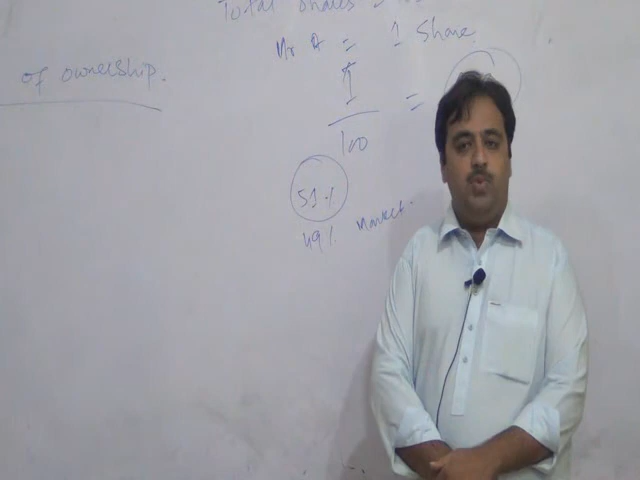 Total Shares =
Mr A = 1 Share
of ownership.
1
=
100
51%
49% Market.